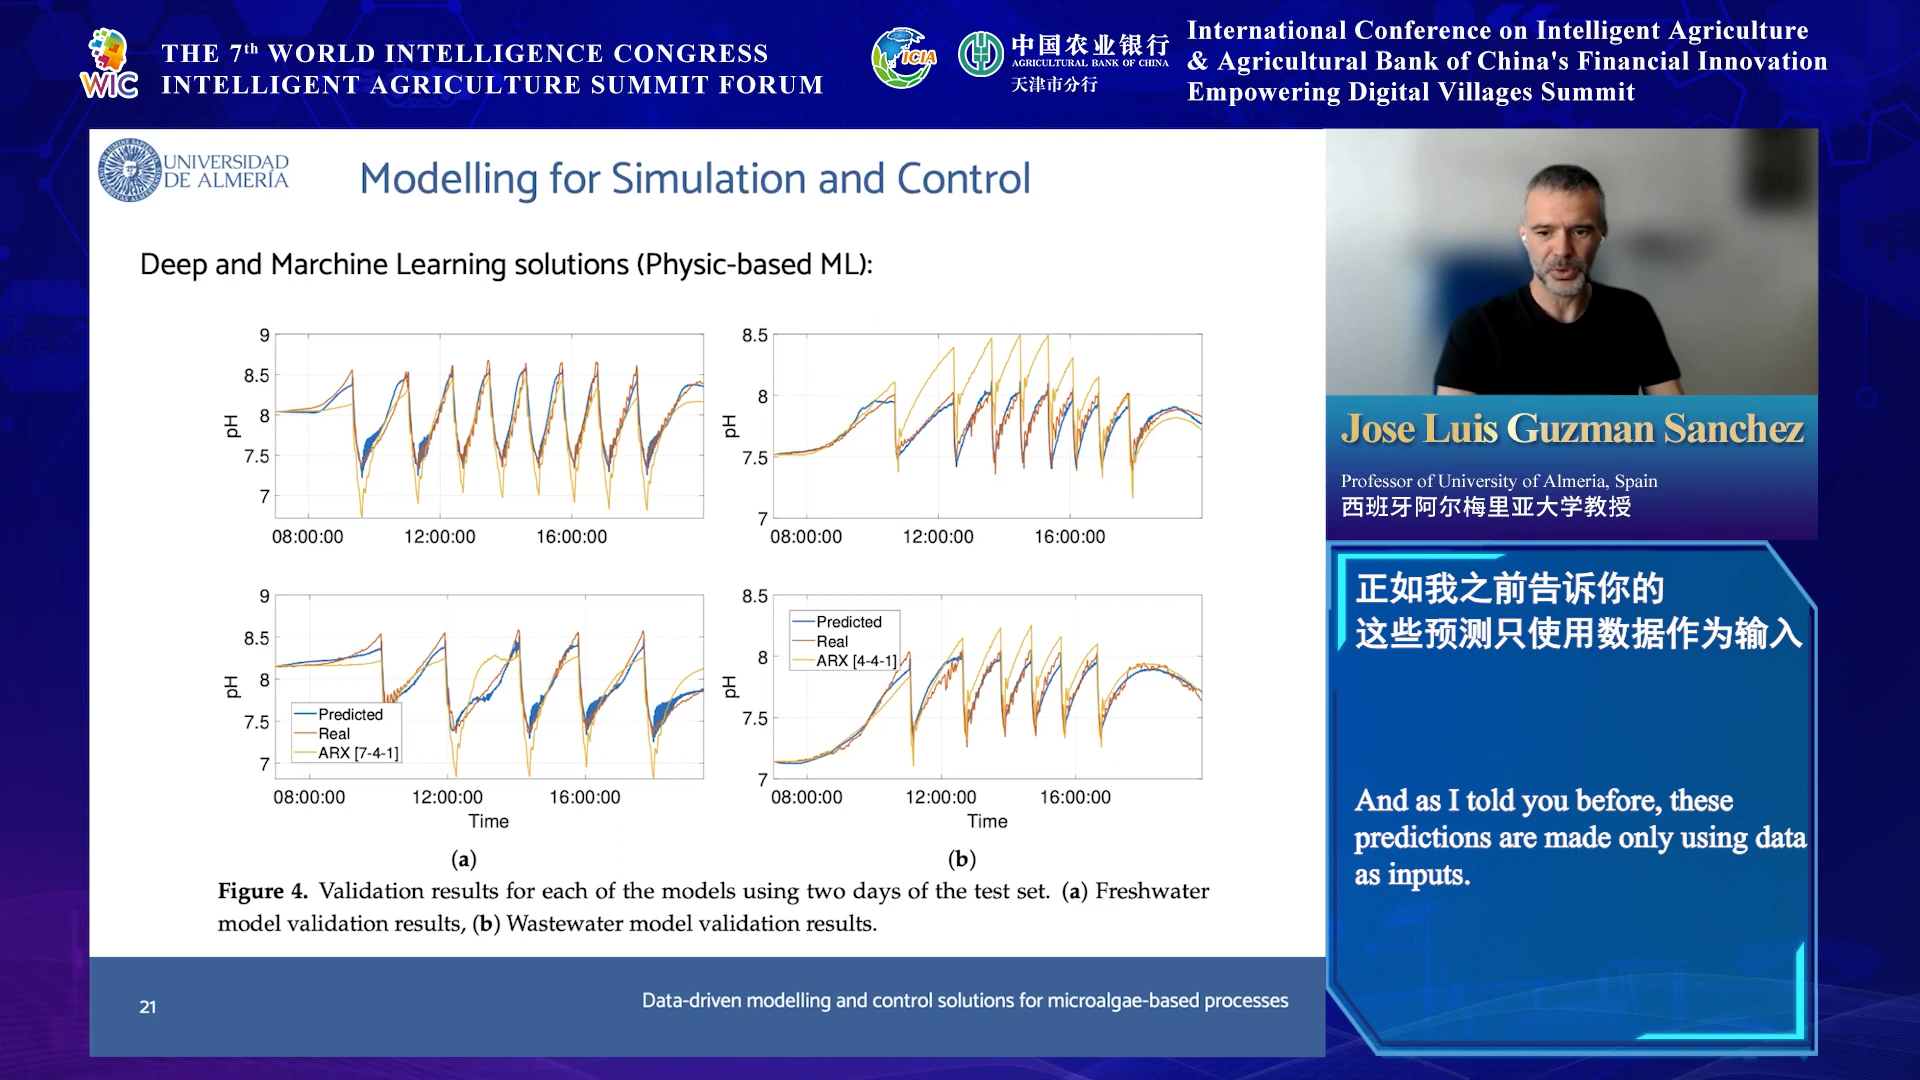 WIC
THE 7th WORLD INTELLIGENCE CONGRESS
INTELLIGENT AGRICULTURE SUMMIT FORUM
ICIA
中国农业银行
AGRICULTURAL BANK OF CHINA
天津市分行
International Conference on Intelligent Agriculture
& Agricultural Bank of China's Financial Innovation
Empowering Digital Villages Summit
UNIVERSIDAD
DE ALMERÍA
Modelling for Simulation and Control
Deep and Marchine Learning solutions (Physic-based ML):
9
8.5
8
7.5
7
pH
08:00:00 12:00:00 16:00:00
8.5
8
7.5
7
pH
08:00:00 12:00:00 16:00:00
9
8.5
8
7.5
7
pH
Predicted
Real
ARX [7-4-1]
08:00:00 12:00:00 16:00:00
Time
(a)
8.5
8
7.5
7
pH
Predicted
Real
ARX [4-4-1]
08:00:00 12:00:00 16:00:00
Time
(b)
Figure 4. Validation results for each of the models using two days of the test set. (a) Freshwater
model validation results, (b) Wastewater model validation results.
21
Data-driven modelling and control solutions for microalgae-based processes
Jose Luis Guzman Sanchez
Professor of University of Almeria, Spain
西班牙阿尔梅里亚大学教授
正如我之前告诉你的
这些预测只使用数据作为输入
And as I told you before, these
predictions are made only using data
as inputs.